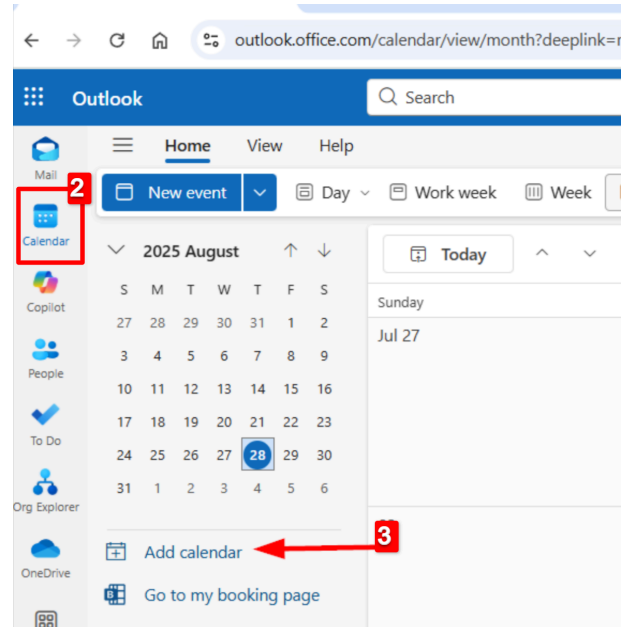 outlook.office.com/calendar/view/month?deeplink=
Outlook
Search
Home View Help
Mail
2
New event Day Work week Week
Calendar
2025 August
Today
S M T W T F S
Sunday
27 28 29 30 31 1 2
Jul 27
3 4 5 6 7 8 9
10 11 12 13 14 15 16
17 18 19 20 21 22 23
24 25 26 27 28 29 30
31 1 2 3 4 5 6
Copilot
People
To Do
Org Explorer
OneDrive
3
Add calendar
Go to my booking page